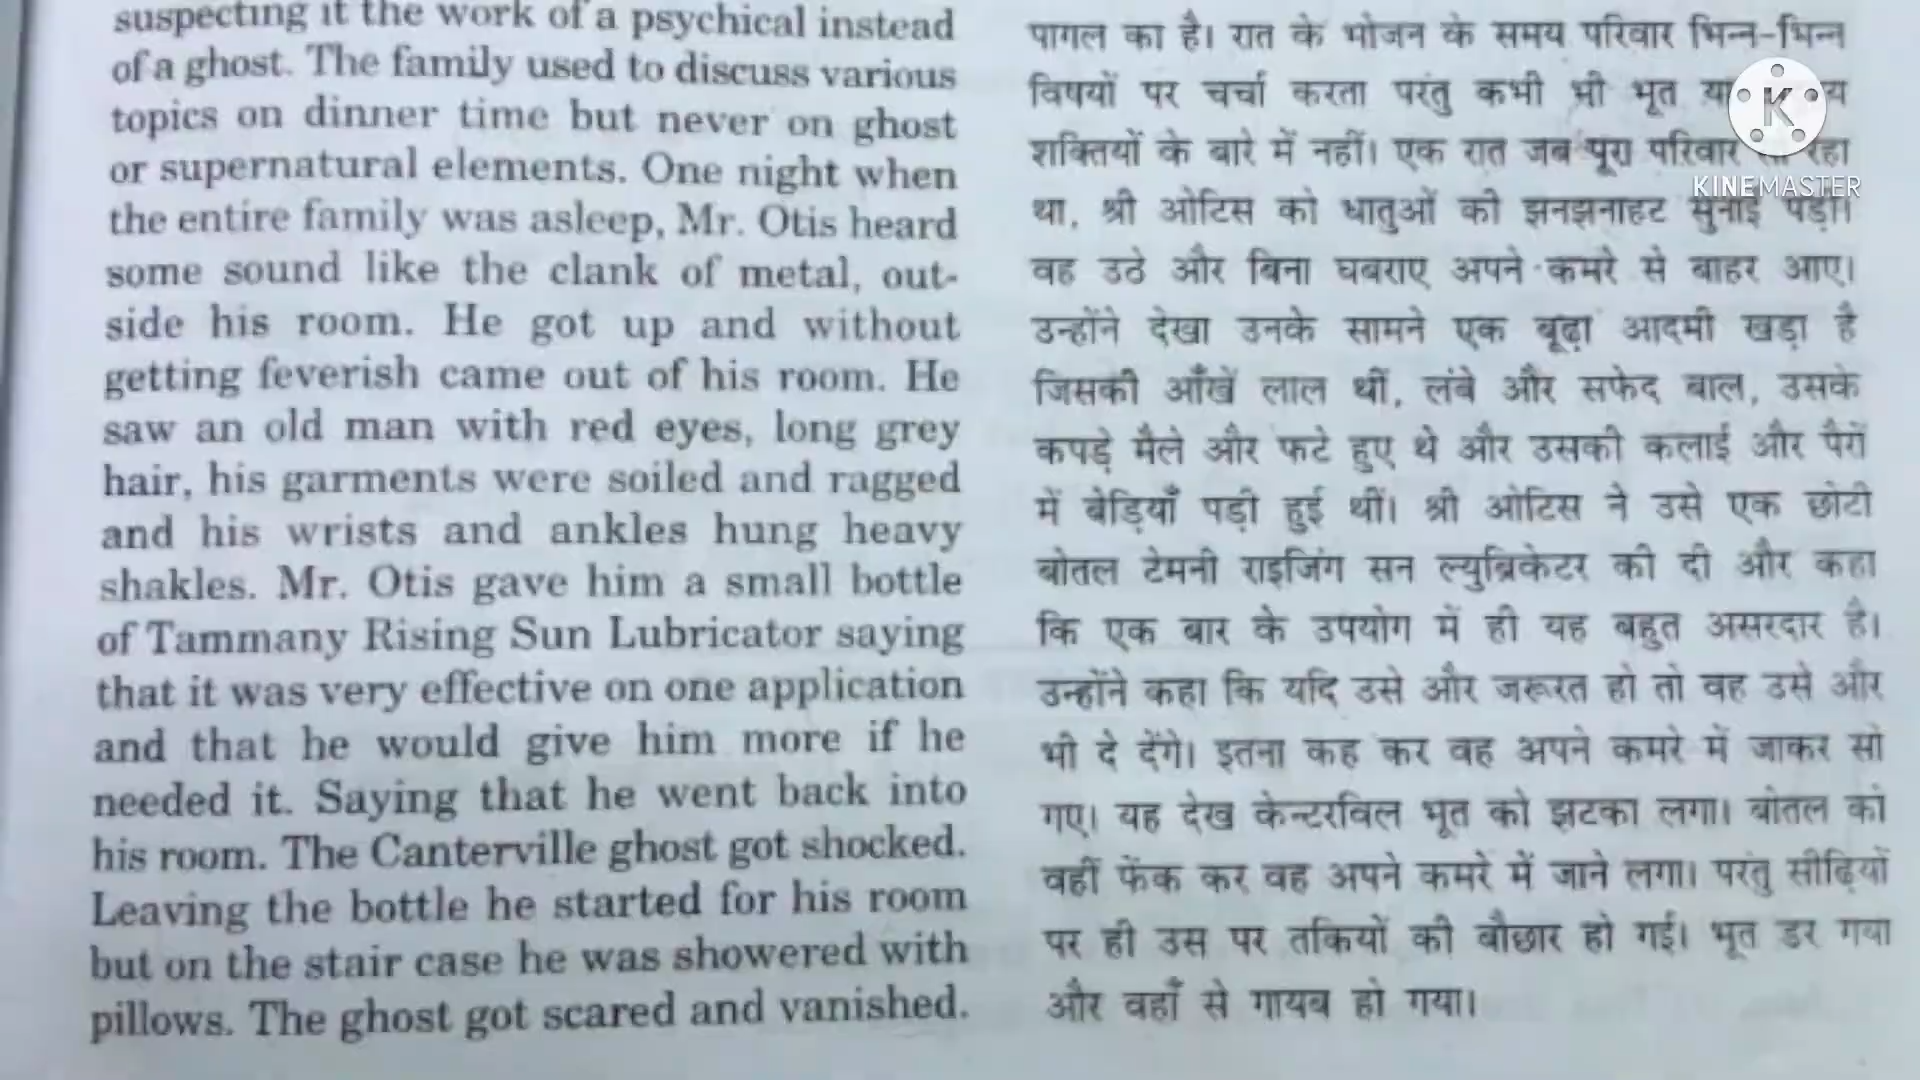 suspecting it the work of a psychical instead
of a ghost. The family used to discuss various
topics on dinner time but never on ghost
or supernatural elements. One night when
the entire family was asleep, Mr. Otis heard
some sound like the clank of metal, out-
side his room. He got up and without
getting feverish came out of his room. He
saw an old man with red eyes, long grey
hair, his garments were soiled and ragged
and his wrists and ankles hung heavy
shakles. Mr. Otis gave him a small bottle
of Tammany Rising Sun Lubricator saying
that it was very effective on one application
and that he would give him more if he
needed it. Saying that he went back into
his room. The Canterville ghost got shocked.
Leaving the bottle he started for his room
but on the stair case he was showered with
pillows. The ghost got scared and vanished.
पागल का है। रात के भोजन के समय परिवार भिन्न-भिन्न
विषयों पर चर्चा करता परंतु कभी भी भूत या
शक्तियों के बारे में नहीं। एक रात जब पूरा परिवार रहा
था, श्री ओटिस को धातुओं की झनझनाहट सुनाई पड़ी।
वह उठे और बिना घबराए अपने कमरे से बाहर आए।
उन्होंने देखा उनके सामने एक बूढ़ा आदमी खड़ा है
जिसकी आँखें लाल थीं, लंबे और सफेद बाल, उसके
कपड़े मैले और फटे हुए थे और उसकी कलाई और पैरों
में बेड़ियाँ पड़ी हुई थीं। श्री ओटिस ने उसे एक छोटी
बोतल टेमनी राइजिंग सन ल्युब्रिकेटर की दी और कहा
कि एक बार के उपयोग में ही यह बहुत असरदार है।
उन्होंने कहा कि यदि उसे और जरूरत हो तो वह उसे और
भी दे देंगे। इतना कह कर वह अपने कमरे में जाकर सो
गए। यह देख केन्टरविल भूत को झटका लगा। बोतल को
वहीं फेंक कर वह अपने कमरे में जाने लगा। परंतु सीढ़ियों
पर ही उस पर तकियों की बौछार हो गई। भूत डर गया
और वहाँ से गायब हो गया।
K
KINEMASTER